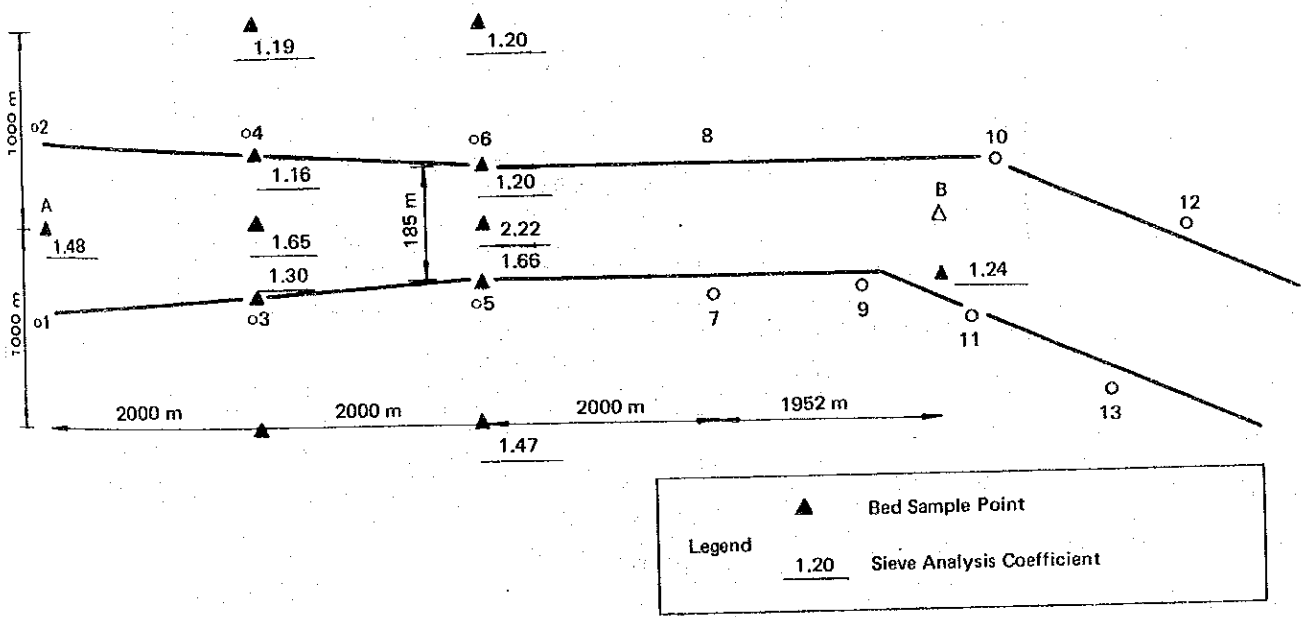 1.19
1.20
1000 m
o2
o4
o6
8
10
1.16
1.20
185 m
A
1.48
1.65
2.22
B
12
1.30
1.66
1.24
o1
o3
o5
7
9
11
1000 m
13
2000 m
2000 m
2000 m
1952 m
1.47
Legend
Bed Sample Point
1.20
Sieve Analysis Coefficient